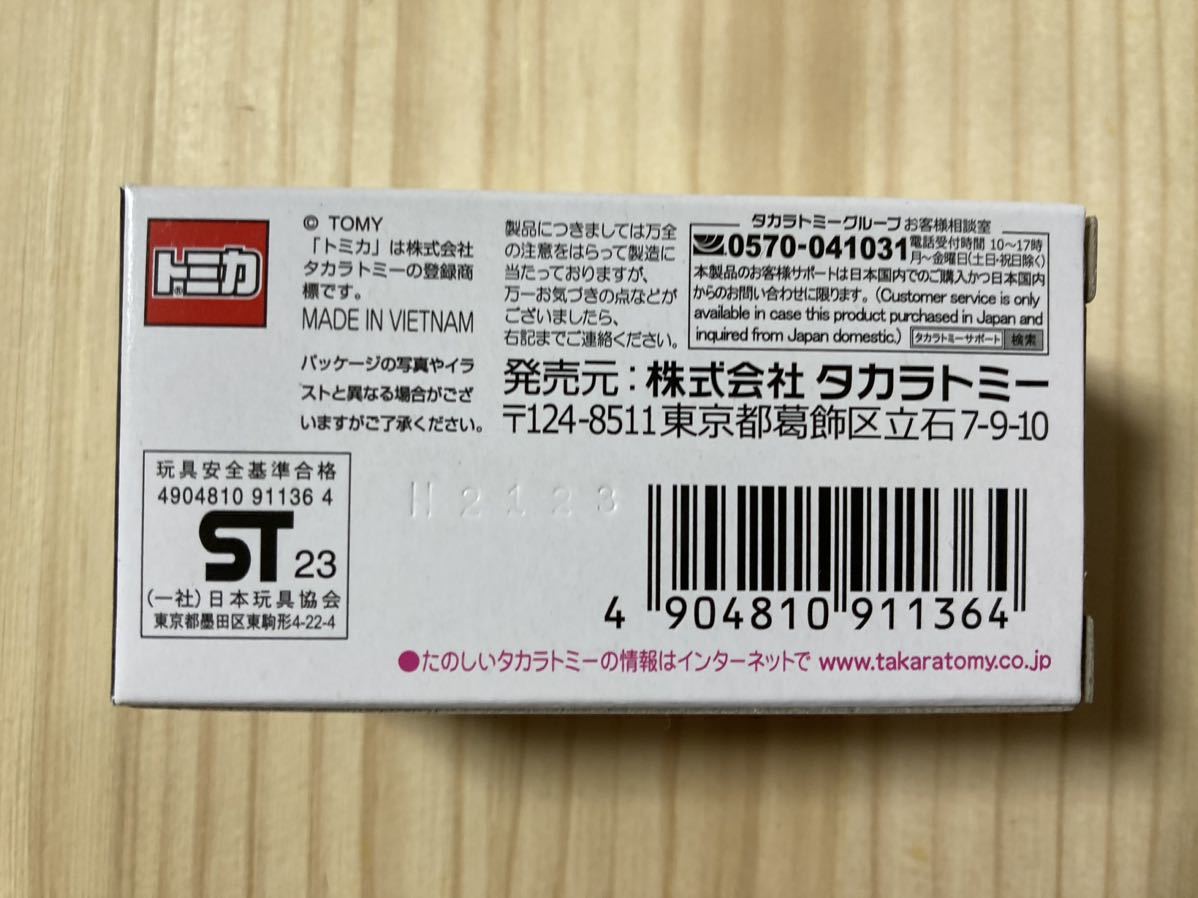 トミカ
© TOMY
「トミカ」は株式会社
タカラトミーの登録商
標です。
MADE IN VIETNAM
パッケージの写真やイラ
ストと異なる場合がござ
いますがご了承ください。
製品につきましては万全
の注意をはらって製造に
当たっておりますが、
万一お気づきの点などが
ございましたら、
右記までご連絡ください。
タカラトミーグループお客様相談室
0570-041031 電話受付時間 10〜17時
月〜金曜日(土日・祝日除く)
本製品のお客様サポートは日本国内でのご購入かつ日本国内
からのお問い合わせに限ります。(Customer service is only
available in case this product purchased in Japan and
inquired from Japan domestic.) タカラトミーサポート 検索
発売元：株式会社 タカラトミー
〒124-8511 東京都葛飾区立石7-9-10
玩具安全基準合格
4904810 91136 4
ST 23
(一社)日本玩具協会
東京都墨田区東駒形4-22-4
H2123
4 904810 911364
●たのしいタカラトミーの情報はインターネットで www.takaratomy.co.jp